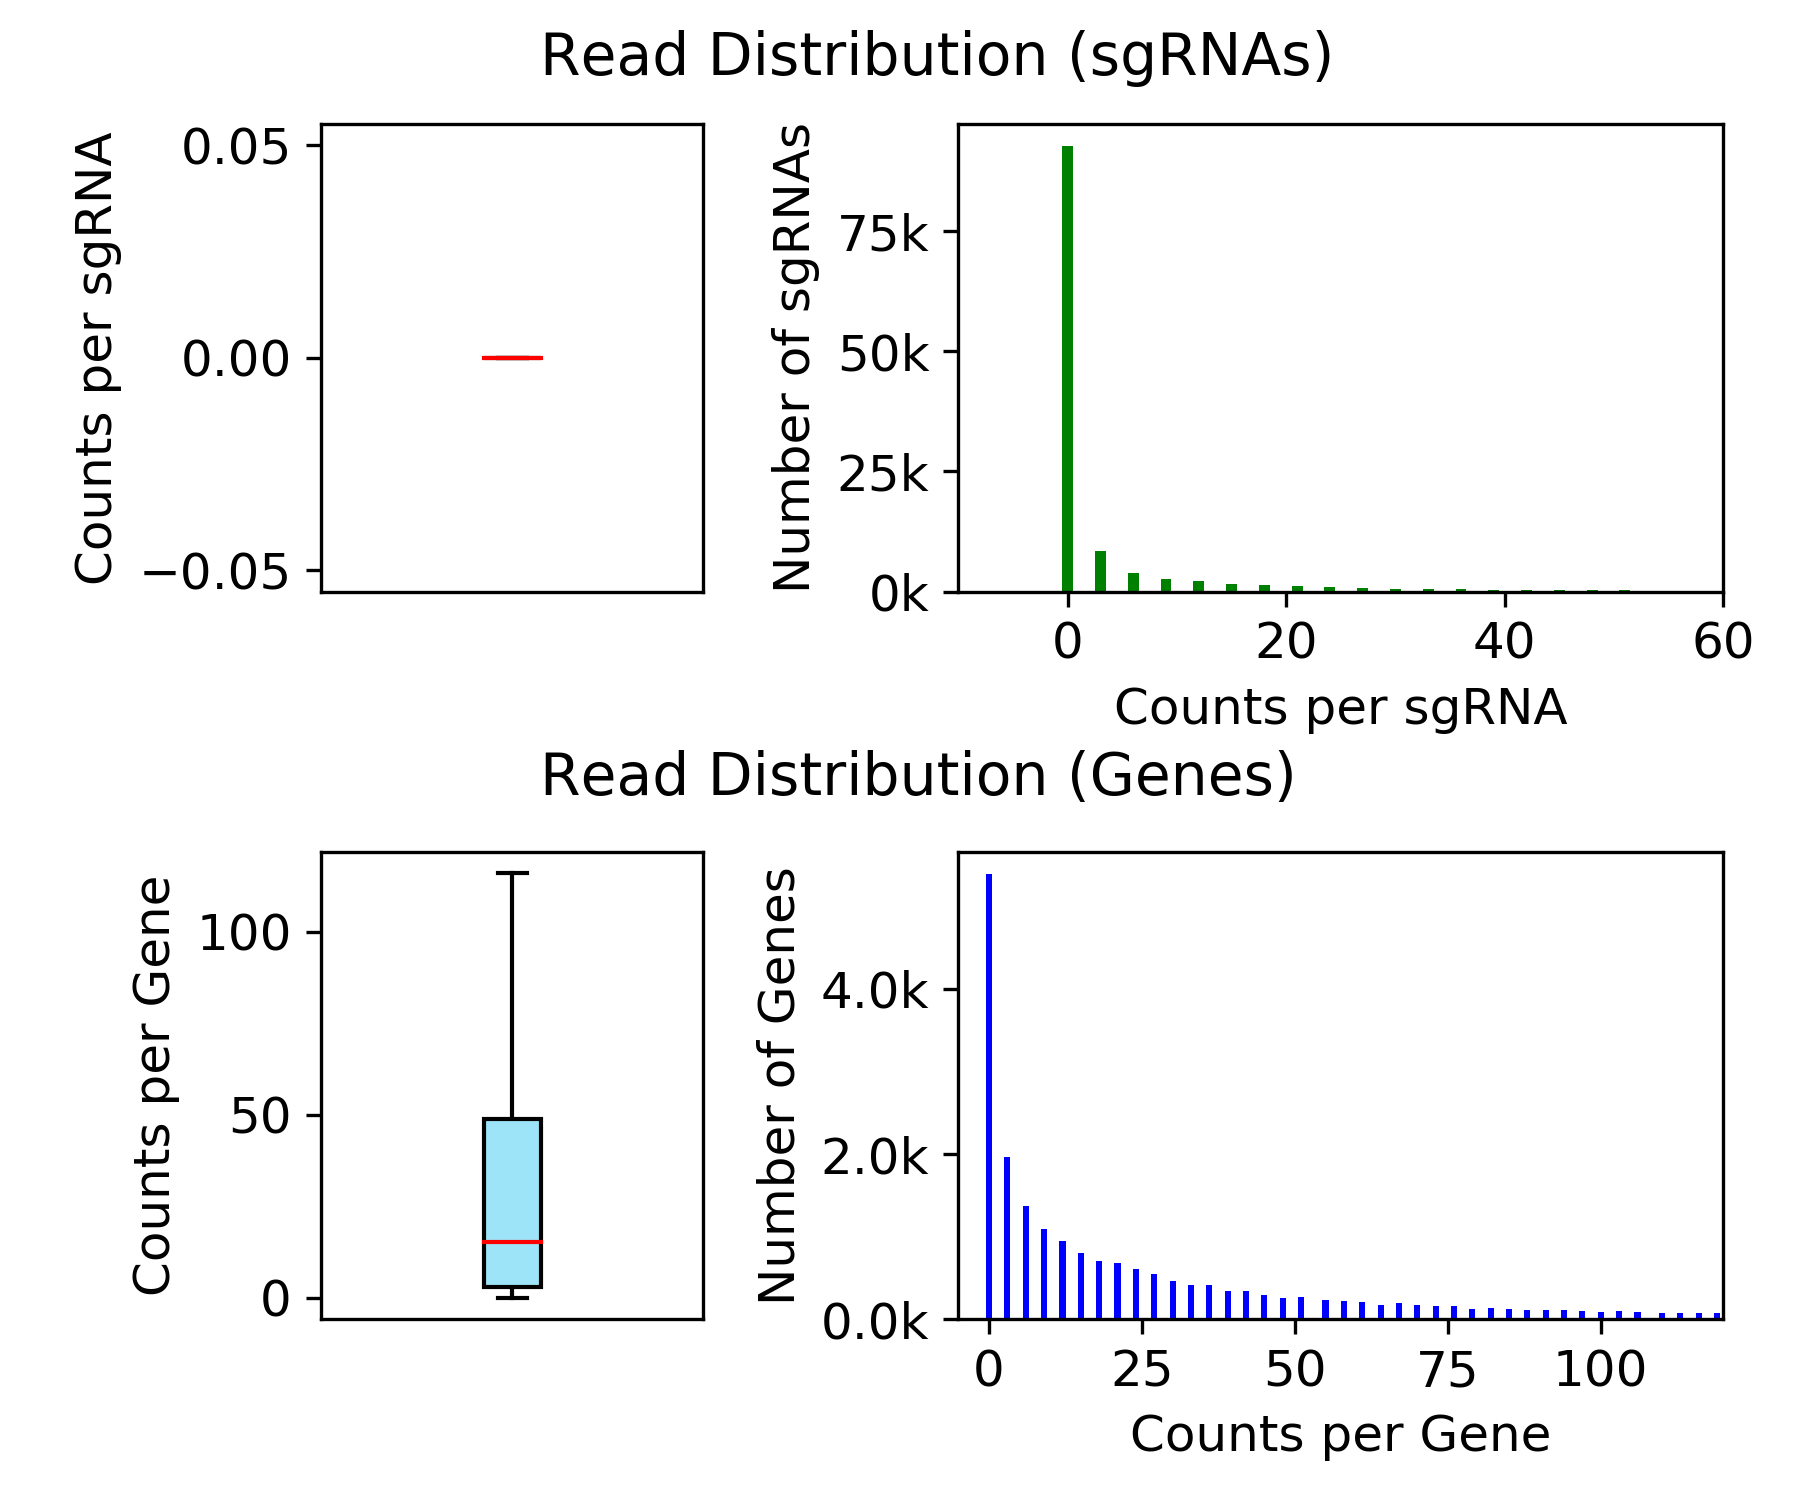 Read Distribution (sgRNAs)
Counts per sgRNA
0.05
0.00
−0.05
Number of sgRNAs
75k
50k
25k
0k
0 20 40 60
Counts per sgRNA
Read Distribution (Genes)
Counts per Gene
100
50
0
Number of Genes
4.0k
2.0k
0.0k
0 25 50 75 100
Counts per Gene